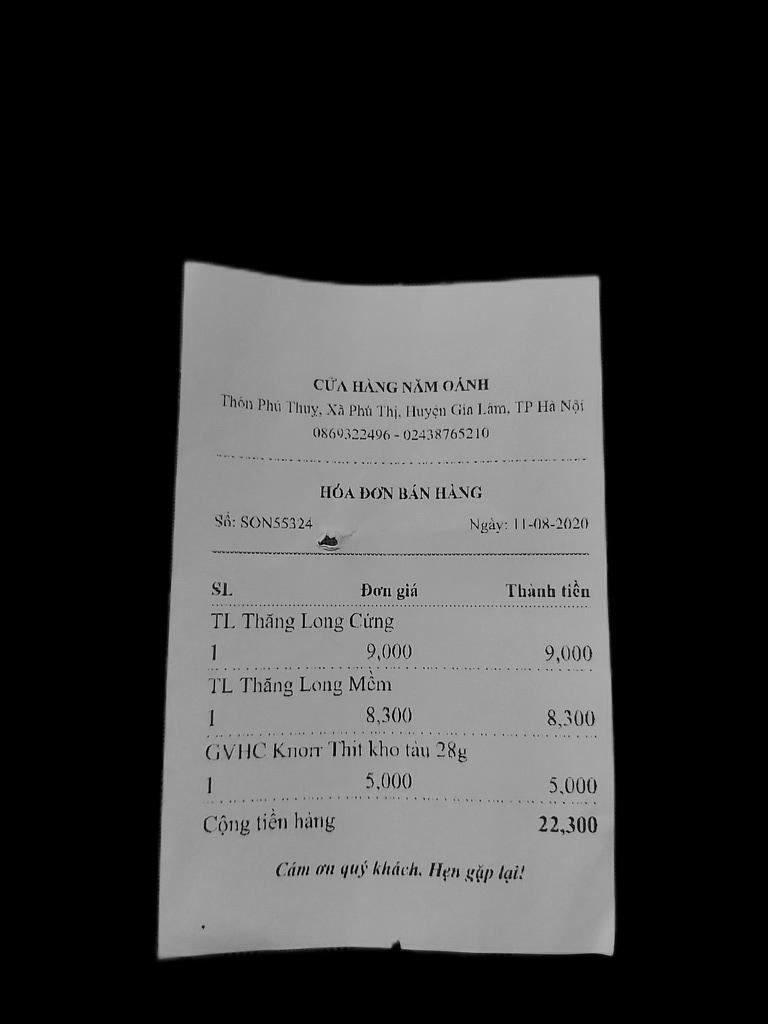 CỬA HÀNG NĂM OÁNH
Thôn Phú Thụy, Xã Phú Thị, Huyện Gia Lâm, TP Hà Nội
0869322496 - 02438765210
HÓA ĐƠN BÁN HÀNG
Số: SON55324 Ngày: 11-08-2020
SL Đơn giá Thành tiền
TL Thăng Long Cứng
1 9,000 9,000
TL Thăng Long Mềm
1 8,300 8,300
GVHC Knorr Thịt kho tàu 28g
1 5,000 5,000
Cộng tiền hàng 22,300
Cám ơn quý khách. Hẹn gặp lại!